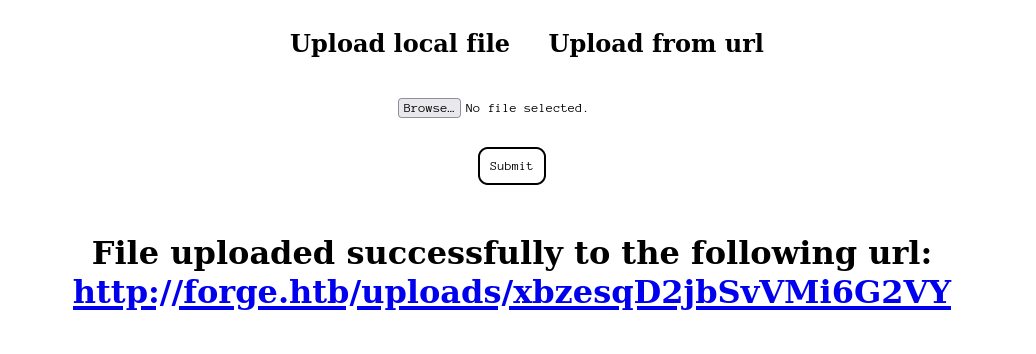 Upload local file Upload from url
Browse… No file selected.
Submit
File uploaded successfully to the following url:
http://forge.htb/uploads/xbzesqD2jbSvVMi6G2VY